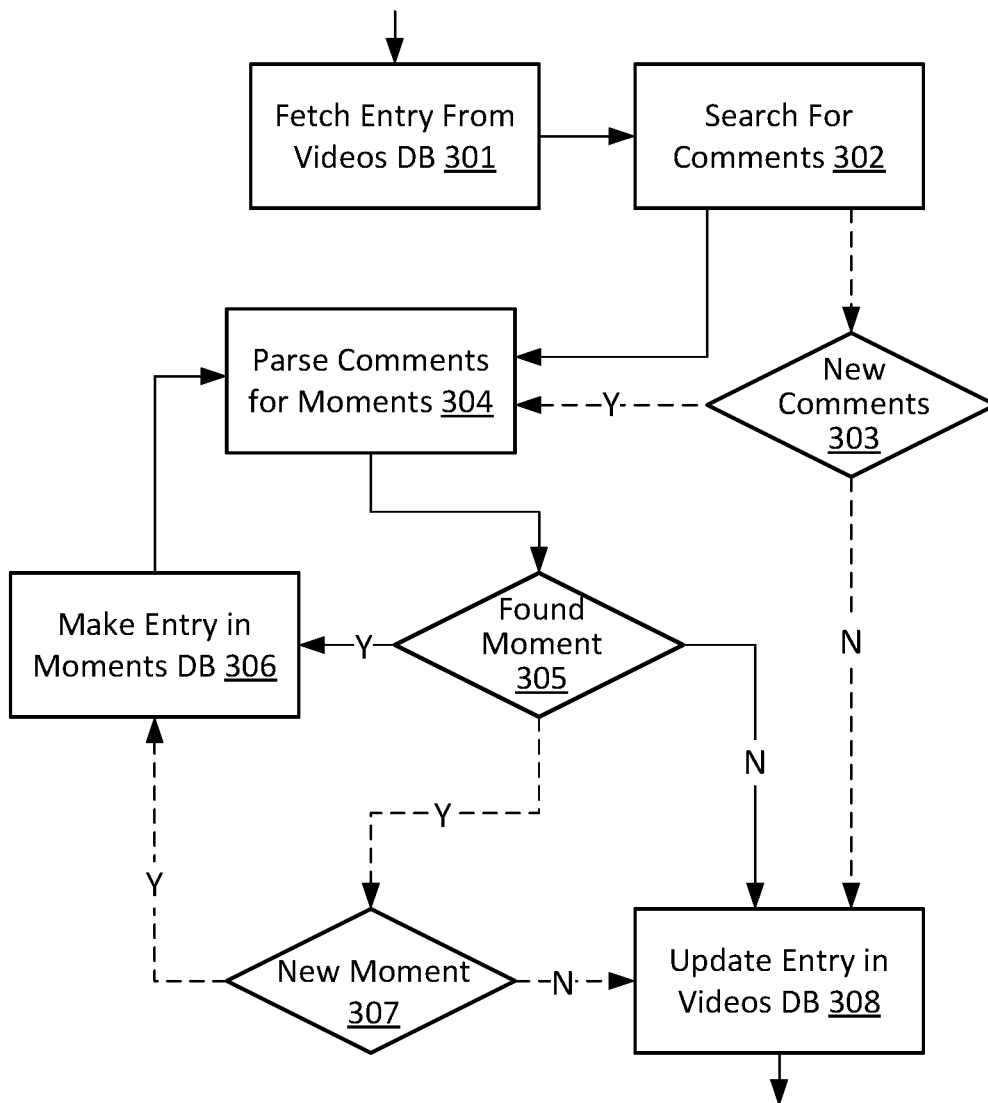 Fetch Entry From
Videos DB 301
Search For
Comments 302
Parse Comments
for Moments 304
New
Comments
303
Y
Make Entry in
Moments DB 306
Y
Found
Moment
305
N
N
Y
Y
New Moment
307
N
Update Entry in
Videos DB 308